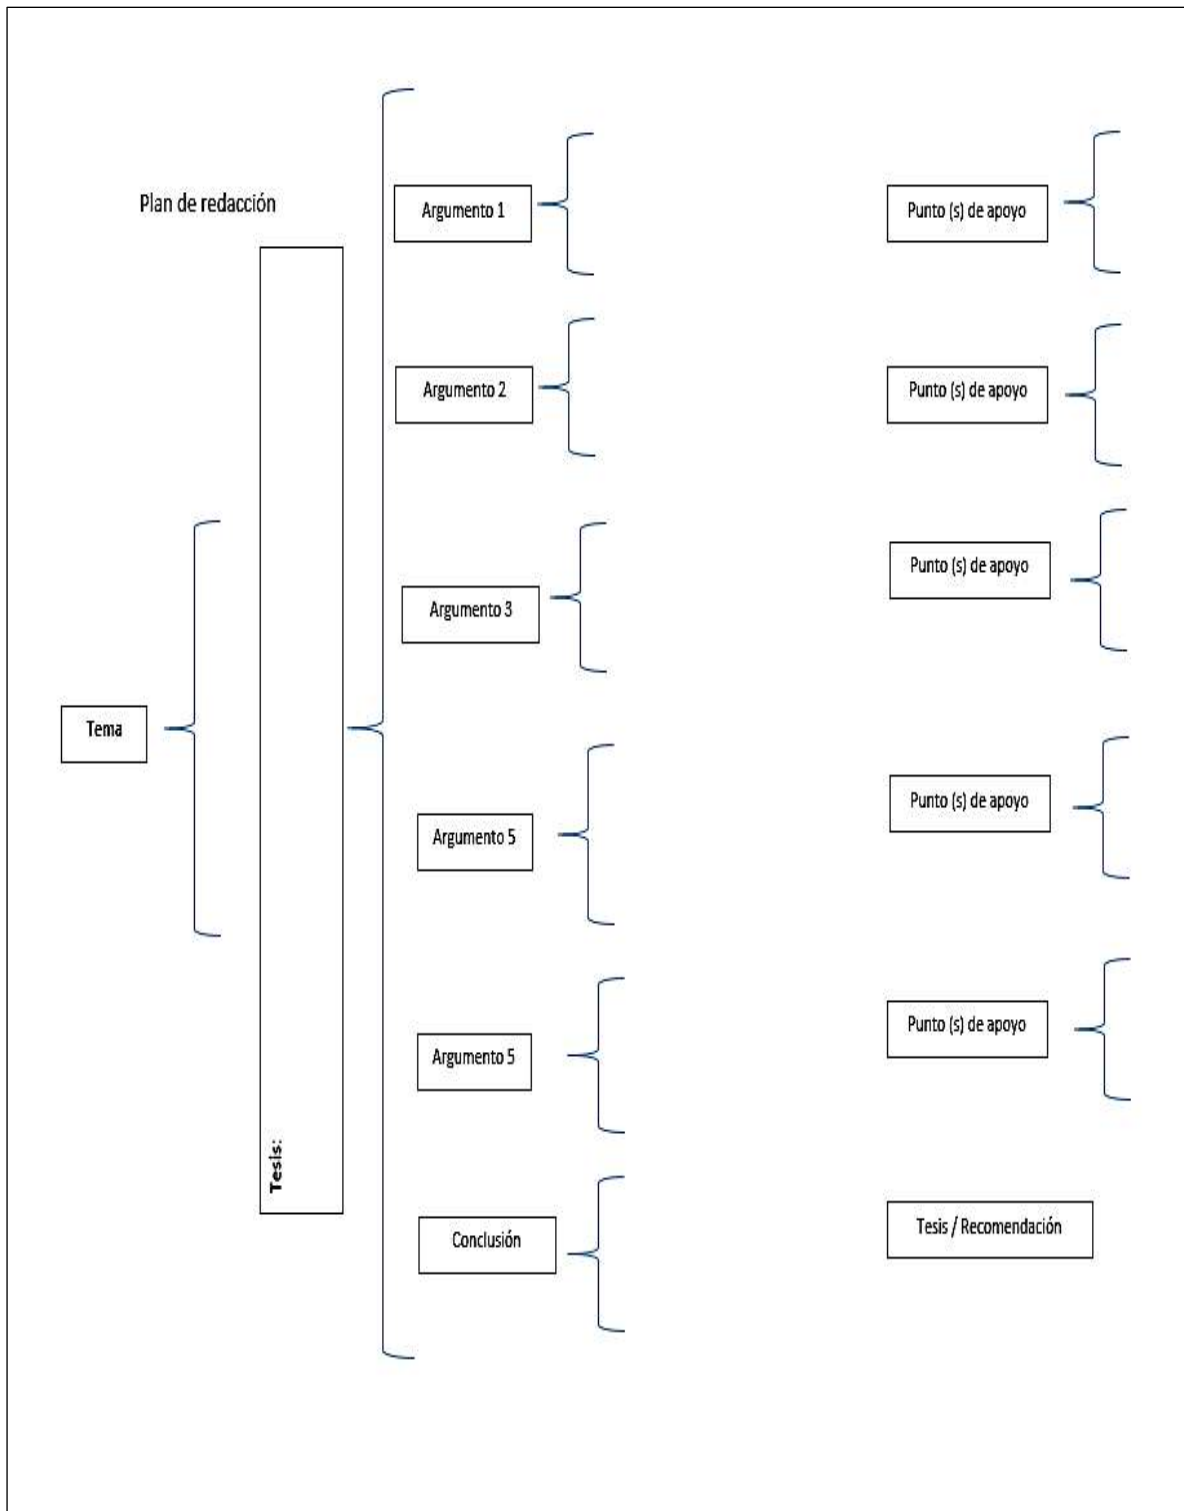 Plan de redacción
Argumento 1
Punto (s) de apoyo
Argumento 2
Punto (s) de apoyo
Argumento 3
Punto (s) de apoyo
Tema
Tesis:
Argumento 5
Punto (s) de apoyo
Argumento 5
Punto (s) de apoyo
Conclusión
Tesis / Recomendación